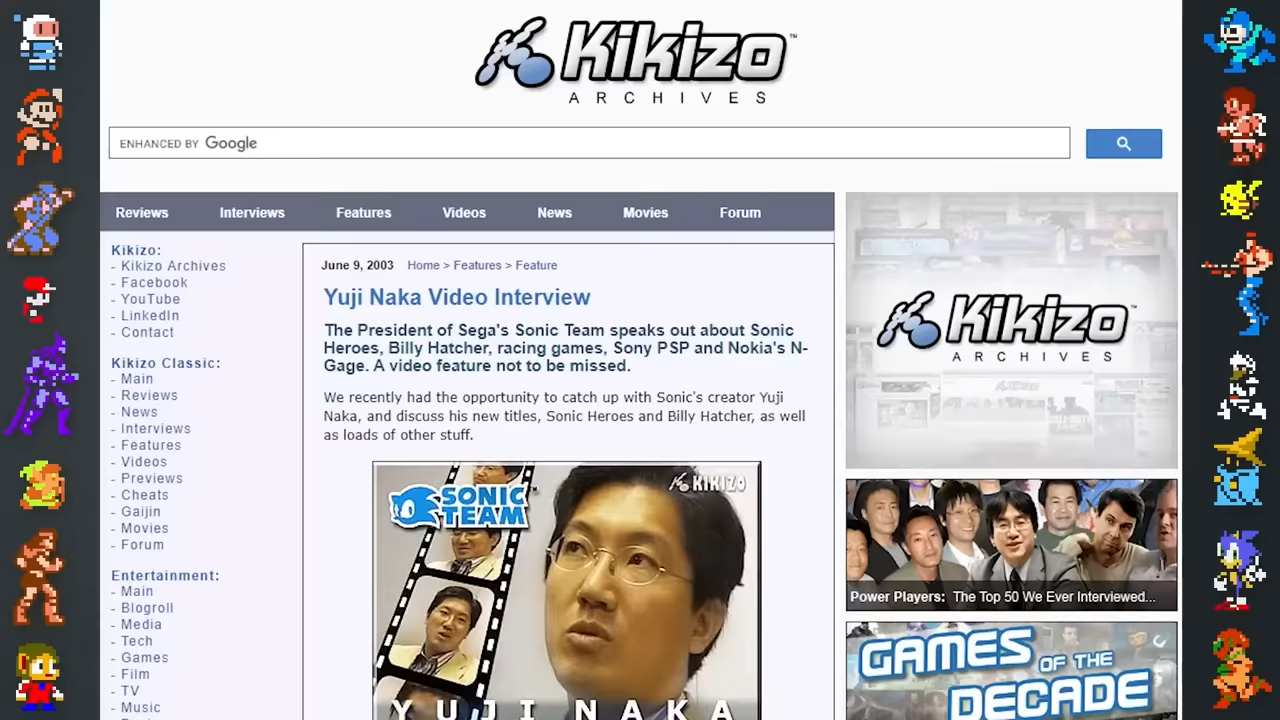 Kikizo™
ARCHIVES
ENHANCED BY Google
Reviews Interviews Features Videos News Movies Forum
Kikizo:
- Kikizo Archives
- Facebook
- YouTube
- LinkedIn
- Contact
Kikizo Classic:
- Main
- Reviews
- News
- Interviews
- Features
- Videos
- Previews
- Cheats
- Gaijin
- Movies
- Forum
Entertainment:
- Main
- Blogroll
- Media
- Tech
- Games
- Film
- TV
- Music
June 9, 2003 Home > Features > Feature
Yuji Naka Video Interview
The President of Sega's Sonic Team speaks out about Sonic
Heroes, Billy Hatcher, racing games, Sony PSP and Nokia's N-
Gage. A video feature not to be missed.
We recently had the opportunity to catch up with Sonic's creator Yuji
Naka, and discuss his new titles, Sonic Heroes and Billy Hatcher, as well
as loads of other stuff.
SONIC
TEAM
KIKIZO
YUJI NAKA
Kikizo™
ARCHIVES
Power Players: The Top 50 We Ever Interviewed...
GAMES
OF THE
DECADE